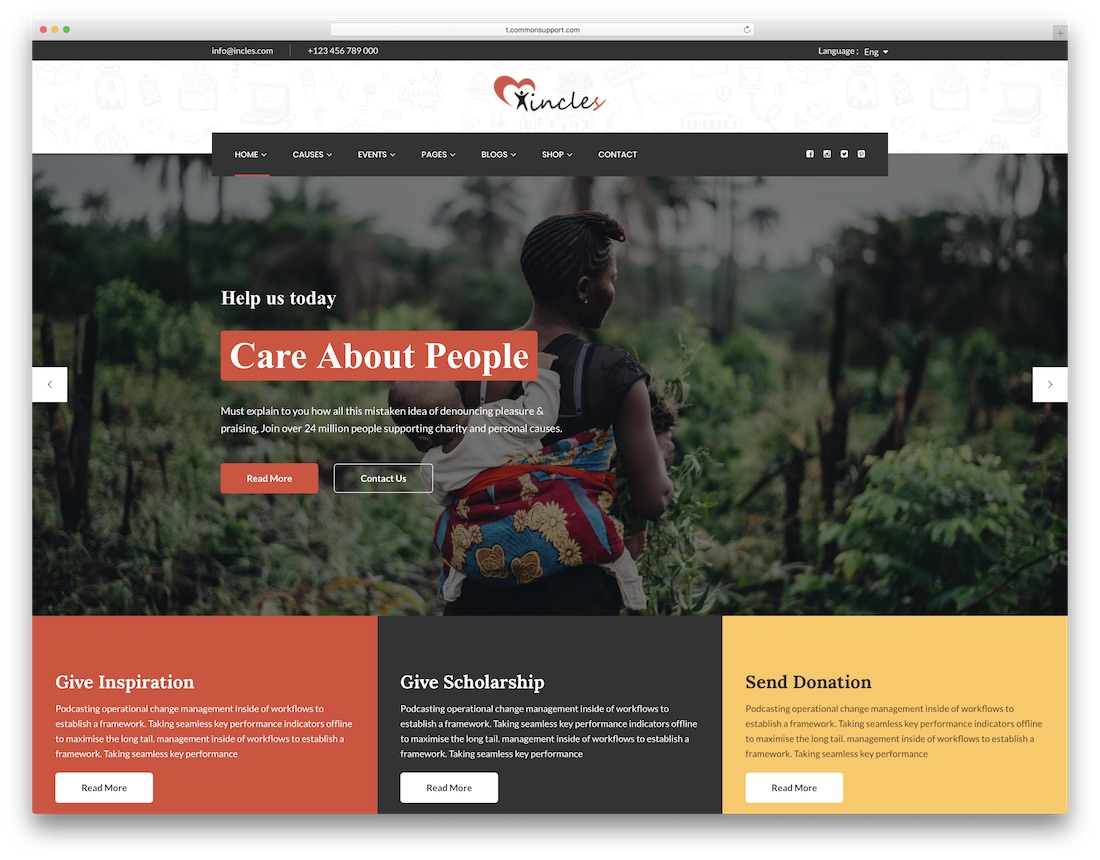 t.commonsupport.com
info@incles.com +123 456 789 000 Language : Eng
incles
HOME CAUSES EVENTS PAGES BLOGS SHOP CONTACT
Help us today
Care About People
Must explain to you how all this mistaken idea of denouncing pleasure &
praising, Join over 24 million people supporting charity and personal causes.
Read More Contact Us
Give Inspiration
Podcasting operational change management inside of workflows to
establish a framework. Taking seamless key performance indicators offline
to maximise the long tail. management inside of workflows to establish a
framework. Taking seamless key performance
Read More
Give Scholarship
Podcasting operational change management inside of workflows to
establish a framework. Taking seamless key performance indicators offline
to maximise the long tail. management inside of workflows to establish a
framework. Taking seamless key performance
Read More
Send Donation
Podcasting operational change management inside of workflows to
establish a framework. Taking seamless key performance indicators offline
to maximise the long tail. management inside of workflows to establish a
framework. Taking seamless key performance
Read More